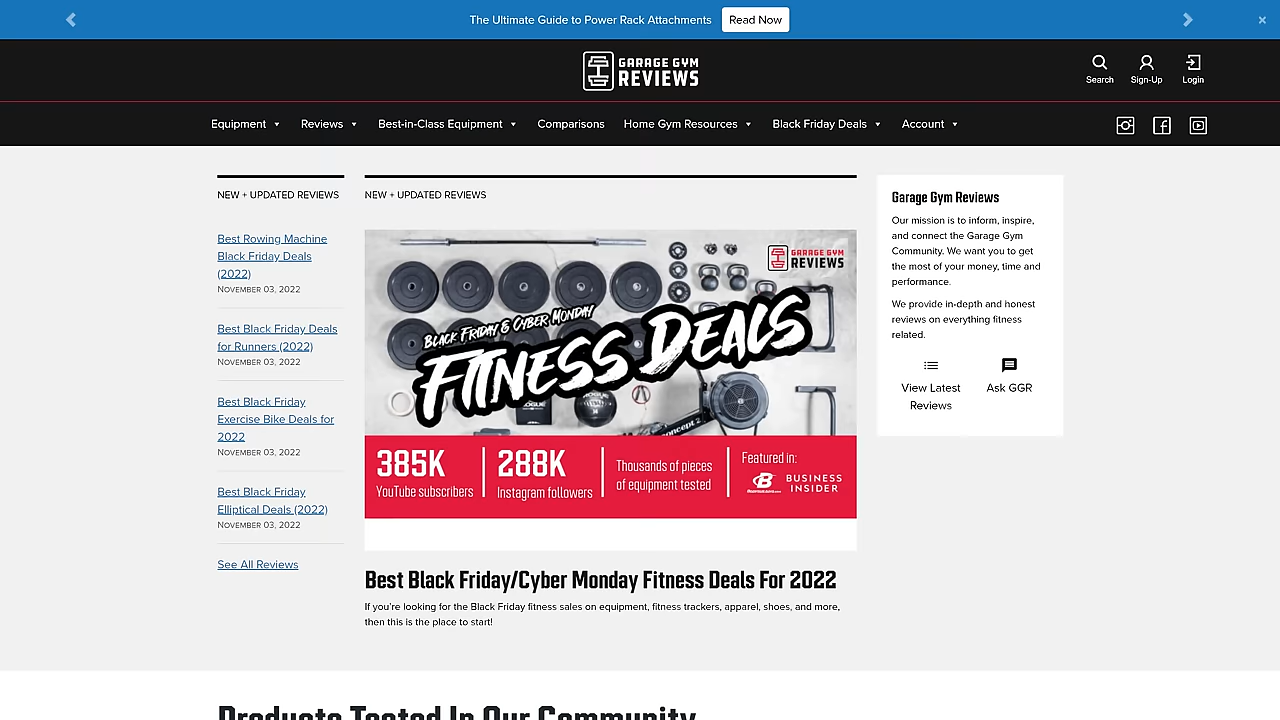 The Ultimate Guide to Power Rack Attachments
Read Now
GARAGE GYM
REVIEWS
Search
Sign-Up
Login
Equipment
Reviews
Best-in-Class Equipment
Comparisons
Home Gym Resources
Black Friday Deals
Account
NEW + UPDATED REVIEWS
Best Rowing Machine
Black Friday Deals
(2022)
NOVEMBER 03, 2022
Best Black Friday Deals
for Runners (2022)
NOVEMBER 03, 2022
Best Black Friday
Exercise Bike Deals for
2022
NOVEMBER 03, 2022
Best Black Friday
Elliptical Deals (2022)
NOVEMBER 03, 2022
See All Reviews
NEW + UPDATED REVIEWS
GARAGE GYM
REVIEWS
BLACK FRIDAY & CYBER MONDAY
FITNESS DEALS
ROGUE
concept 2
385K
YouTube subscribers
288K
Instagram followers
Thousands of pieces
of equipment tested
Featured in:
BUSINESS
INSIDER
Best Black Friday/Cyber Monday Fitness Deals For 2022
If you're looking for the Black Friday fitness sales on equipment, fitness trackers, apparel, shoes, and more,
then this is the place to start!
Garage Gym Reviews
Our mission is to inform, inspire,
and connect the Garage Gym
Community. We want you to get
the most of your money, time and
performance.
We provide in-depth and honest
reviews on everything fitness
related.
View Latest
Reviews
Ask GGR
Products Tested In Our Community